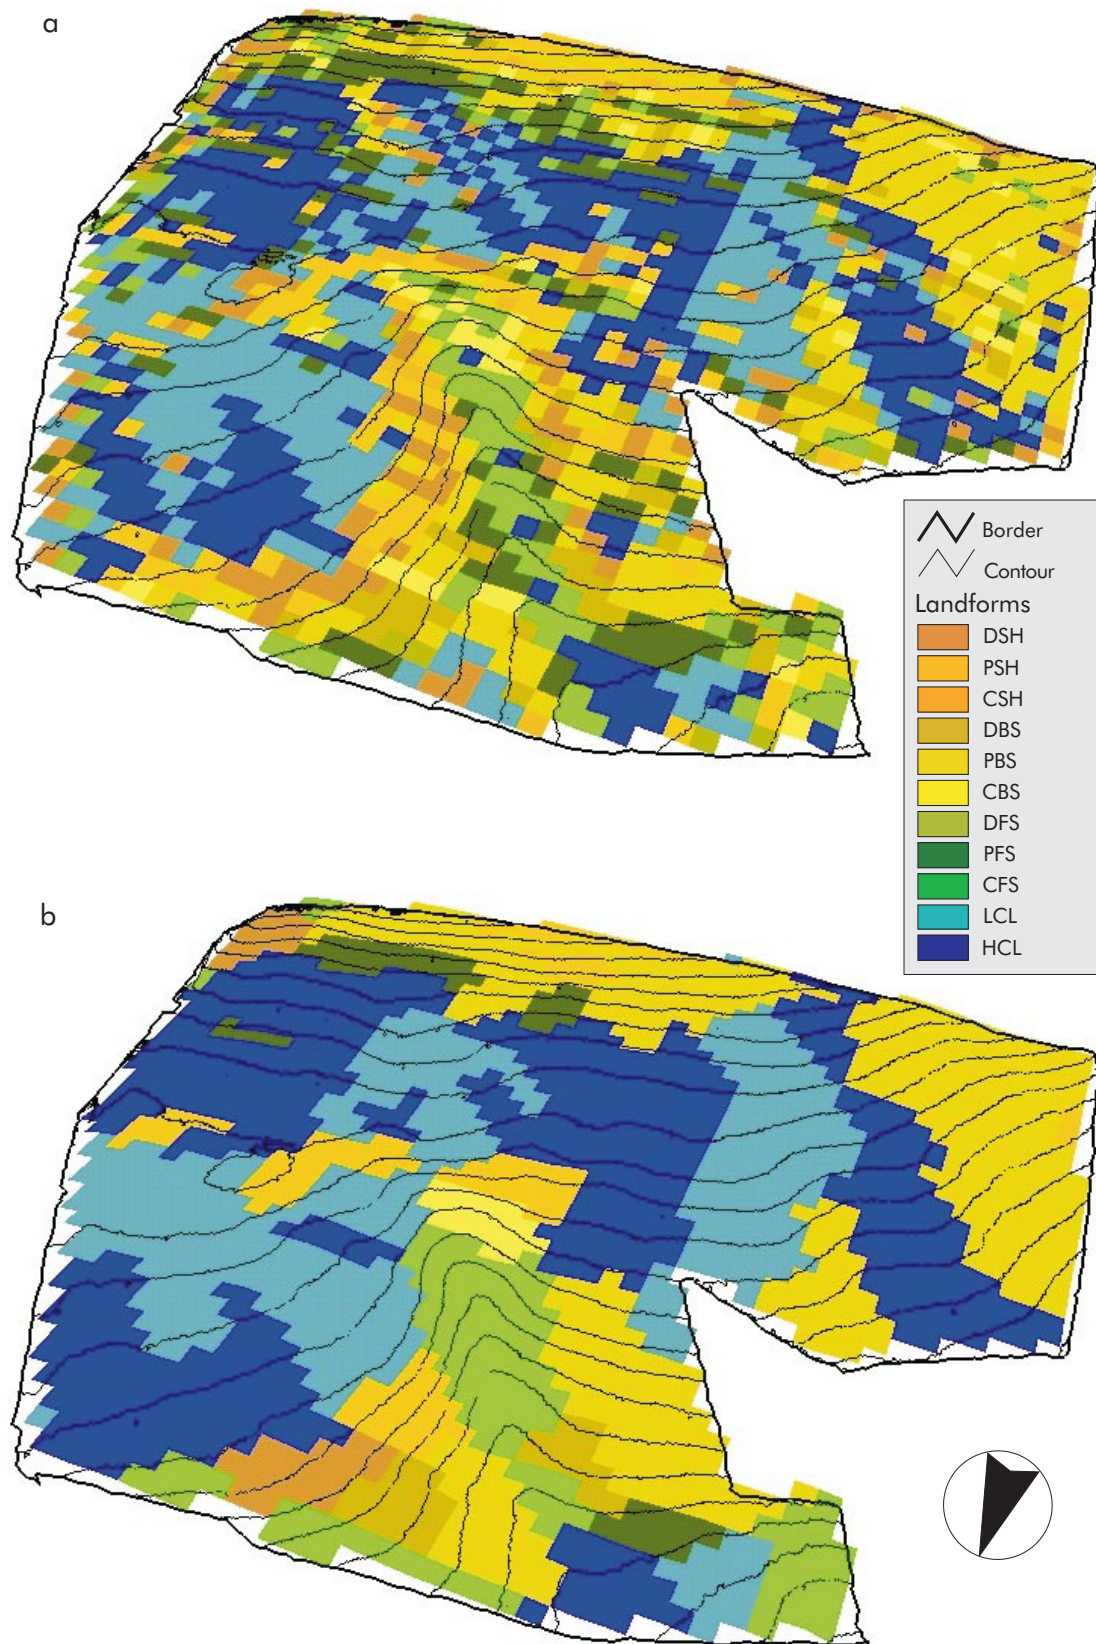 a
Border
Contour
Landforms
DSH
PSH
CSH
DBS
PBS
CBS
DFS
PFS
CFS
LCL
HCL
b